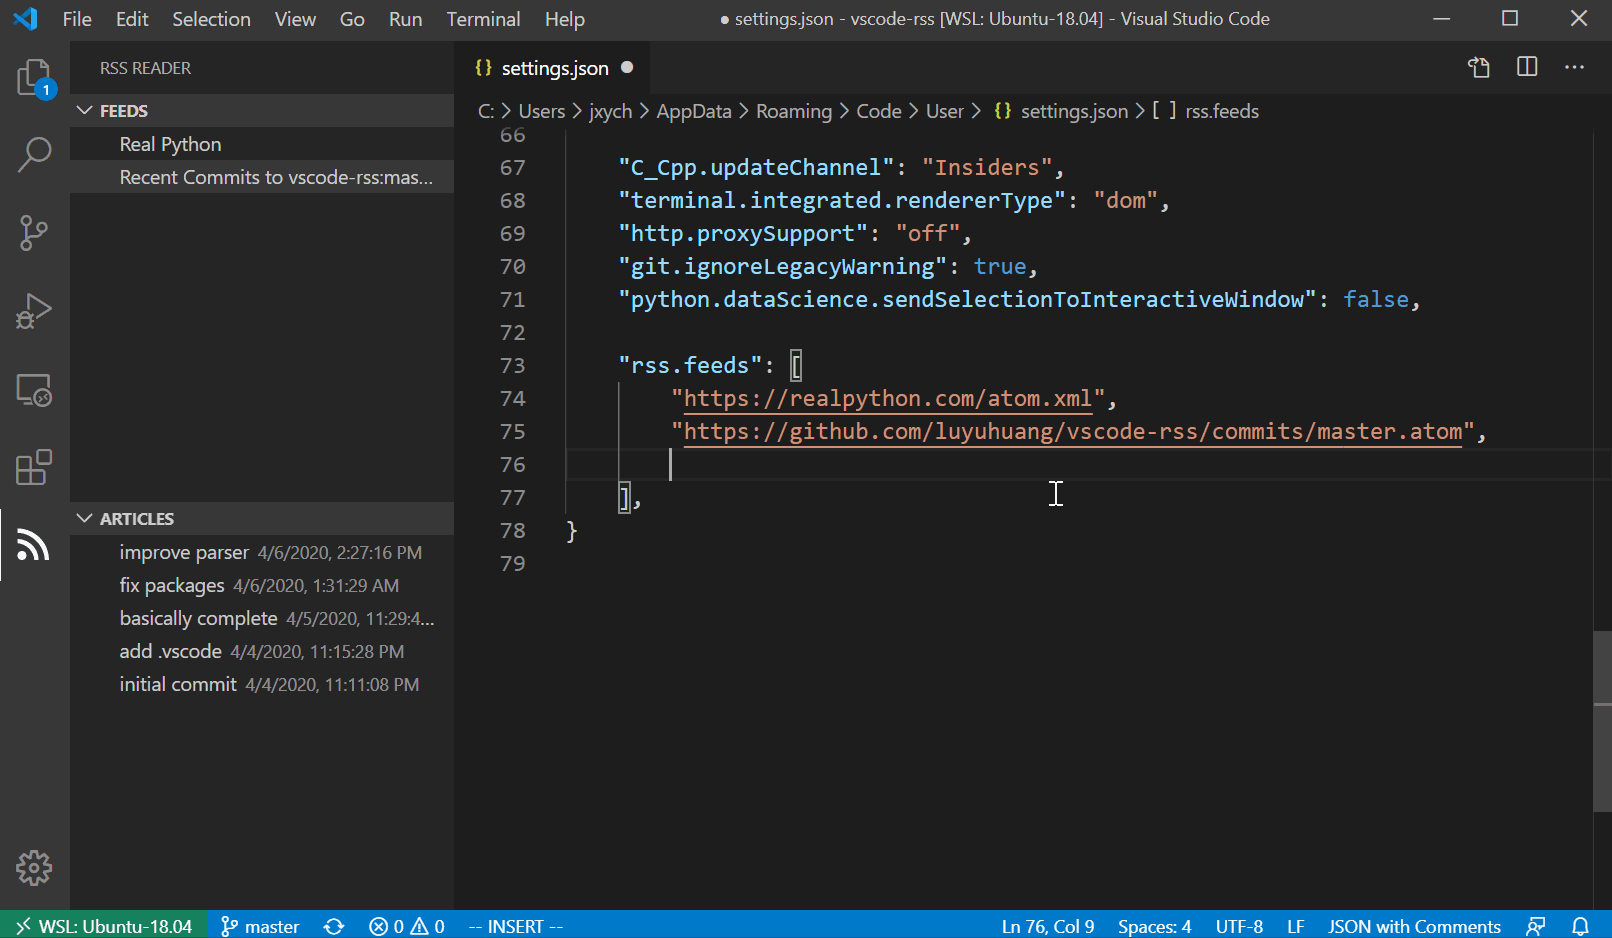 File Edit Selection View Go Run Terminal Help ● settings.json - vscode-rss [WSL: Ubuntu-18.04] - Visual Studio Code
RSS READER
FEEDS
Real Python
Recent Commits to vscode-rss:mas...
ARTICLES
improve parser 4/6/2020, 2:27:16 PM
fix packages 4/6/2020, 1:31:29 AM
basically complete 4/5/2020, 11:29:4...
add .vscode 4/4/2020, 11:15:28 PM
initial commit 4/4/2020, 11:11:08 PM
1
{} settings.json ●
C: > Users > jxych > AppData > Roaming > Code > User > {} settings.json > [ ] rss.feeds
66
67 "C_Cpp.updateChannel": "Insiders",
68 "terminal.integrated.rendererType": "dom",
69 "http.proxySupport": "off",
70 "git.ignoreLegacyWarning": true,
71 "python.dataScience.sendSelectionToInteractiveWindow": false,
72
73 "rss.feeds": [
74 "https://realpython.com/atom.xml",
75 "https://github.com/luyuhuang/vscode-rss/commits/master.atom",
76
77 ],
78 }
79
WSL: Ubuntu-18.04 master 0 0 -- INSERT -- Ln 76, Col 9 Spaces: 4 UTF-8 LF JSON with Comments